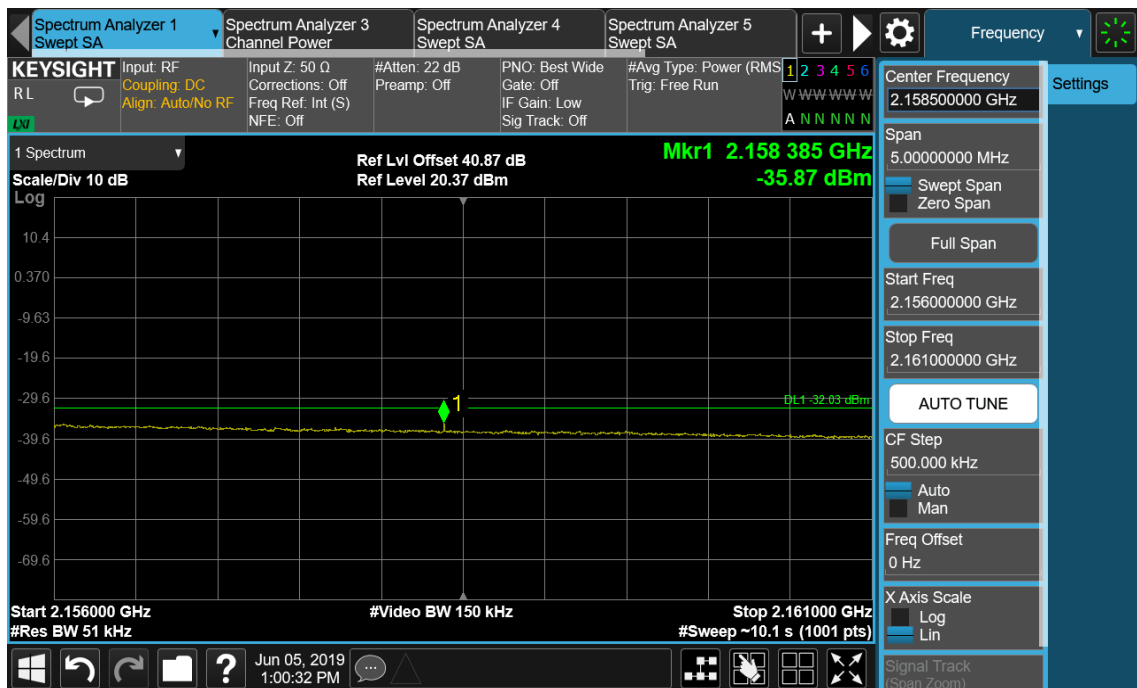 Spectrum Analyzer 1
Swept SA
Spectrum Analyzer 3
Channel Power
Spectrum Analyzer 4
Swept SA
Spectrum Analyzer 5
Swept SA
+
Frequency
KEYSIGHT
RL
LXI
Input: RF
Coupling: DC
Align: Auto/No RF
Input Z: 50 Ω
Corrections: Off
Freq Ref: Int (S)
NFE: Off
#Atten: 22 dB
Preamp: Off
PNO: Best Wide
Gate: Off
IF Gain: Low
Sig Track: Off
#Avg Type: Power (RMS
Trig: Free Run
1 2 3 4 5 6
W W W W W W
A N N N N N
1 Spectrum
Scale/Div 10 dB
Log
Ref Lvl Offset 40.87 dB
Ref Level 20.37 dBm
Mkr1 2.158 385 GHz
-35.87 dBm
10.4
0.370
-9.63
-19.6
-29.6
-39.6
-49.6
-59.6
-69.6
1
DL1 -32.03 dBm
Start 2.156000 GHz
#Res BW 51 kHz
#Video BW 150 kHz
Stop 2.161000 GHz
#Sweep ~10.1 s (1001 pts)
Center Frequency
2.158500000 GHz
Span
5.00000000 MHz
Swept Span
Zero Span
Full Span
Start Freq
2.156000000 GHz
Stop Freq
2.161000000 GHz
AUTO TUNE
CF Step
500.000 kHz
Auto
Man
Freq Offset
0 Hz
X Axis Scale
Log
Lin
Signal Track
(Span Zoom)
Settings
?
Jun 05, 2019
1:00:32 PM